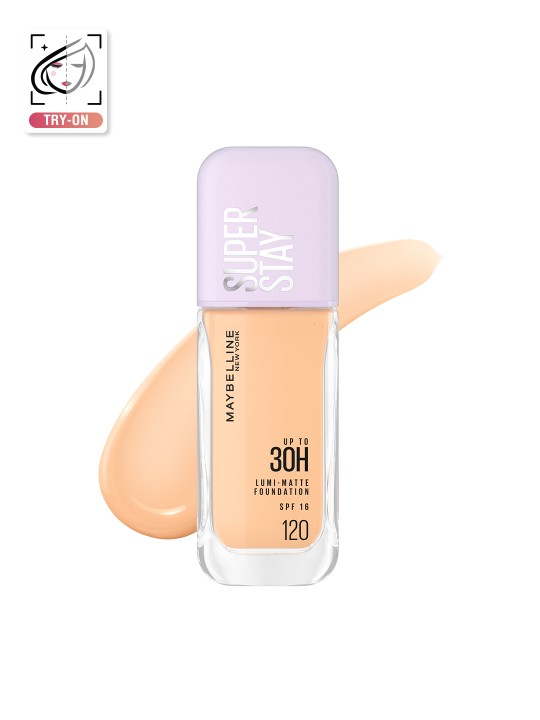 TRY-ON
SUPER
STAY
MAYBELLINE
NEW YORK
UP TO
30H
LUMI-MATTE
FOUNDATION
SPF 16
120